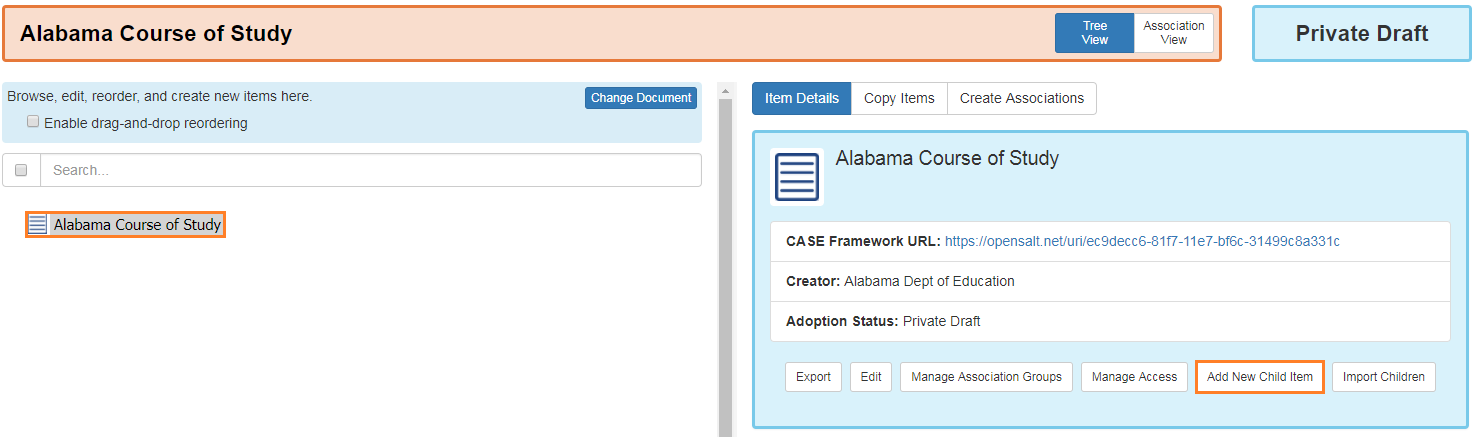 Alabama Course of Study
Tree
View
Association
View
Private Draft
Browse, edit, reorder, and create new items here.
Change Document
Enable drag-and-drop reordering
Search...
Alabama Course of Study
Item Details
Copy Items
Create Associations
Alabama Course of Study
CASE Framework URL: https://opensalt.net/uri/ec9decc6-81f7-11e7-bf6c-31499c8a331c
Creator: Alabama Dept of Education
Adoption Status: Private Draft
Export
Edit
Manage Association Groups
Manage Access
Add New Child Item
Import Children